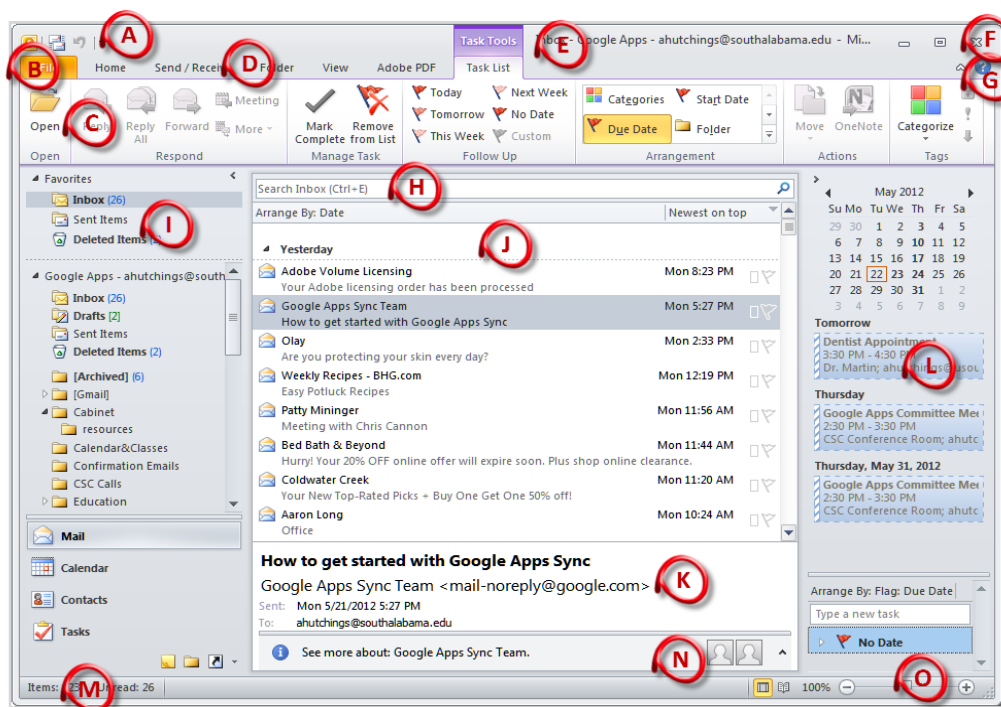 A
Task Tools
E
Inbox - Google Apps - ahutchings@southalabama.edu - Mi...
F
B
File
Home
Send / Receive
D
Folder
View
Adobe PDF
Task List
G
Open
C
Reply
Reply All
Forward
Meeting
More
Mark Complete
Remove from List
Today
Tomorrow
This Week
Next Week
No Date
Custom
Categories
Start Date
Due Date
Folder
Move
OneNote
Categorize
Open
Respond
Manage Task
Follow Up
Arrangement
Actions
Tags
Favorites
Inbox (26)
Sent Items
I
Deleted Items
Google Apps - ahutchings@south
Inbox (26)
Drafts [2]
Sent Items
Deleted Items (2)
[Archived] (6)
[Gmail]
Cabinet
resources
Calendar&Classes
Confirmation Emails
CSC Calls
Education
Mail
Calendar
Contacts
Tasks
Search Inbox (Ctrl+E)
H
Arrange By: Date
Newest on top
J
Yesterday
Adobe Volume Licensing Mon 8:23 PM
Your Adobe licensing order has been processed
Google Apps Sync Team Mon 5:27 PM
How to get started with Google Apps Sync
Olay Mon 2:33 PM
Are you protecting your skin every day?
Weekly Recipes - BHG.com Mon 12:19 PM
Easy Potluck Recipes
Patty Mininger Mon 11:56 AM
Meeting with Chris Cannon
Bed Bath & Beyond Mon 11:44 AM
Hurry! Your 20% OFF online offer will expire soon. Plus shop online clearance.
Coldwater Creek Mon 11:20 AM
Your New Top-Rated Picks + Buy One Get One 50% off!
Aaron Long Mon 10:24 AM
Office
How to get started with Google Apps Sync
Google Apps Sync Team <mail-noreply@google.com>
K
Sent: Mon 5/21/2012 5:27 PM
To: ahutchings@southalabama.edu
See more about: Google Apps Sync Team.
N
May 2012
Su Mo Tu We Th Fr Sa
29 30 1 2 3 4 5
6 7 8 9 10 11 12
13 14 15 16 17 18 19
20 21 22 23 24 25 26
27 28 29 30 31 1 2
3 4 5 6 7 8 9
Tomorrow
Dentist Appointment
3:30 PM - 4:30 PM
L
Dr. Martin; ahutchings@usou
Thursday
Google Apps Committee Mee
2:30 PM - 3:30 PM
CSC Conference Room; ahutc
Thursday, May 31, 2012
Google Apps Committee Mee
2:30 PM - 3:30 PM
CSC Conference Room; ahutc
Arrange By: Flag: Due Date
Type a new task
No Date
Items:
M
Unread: 26
100%
O